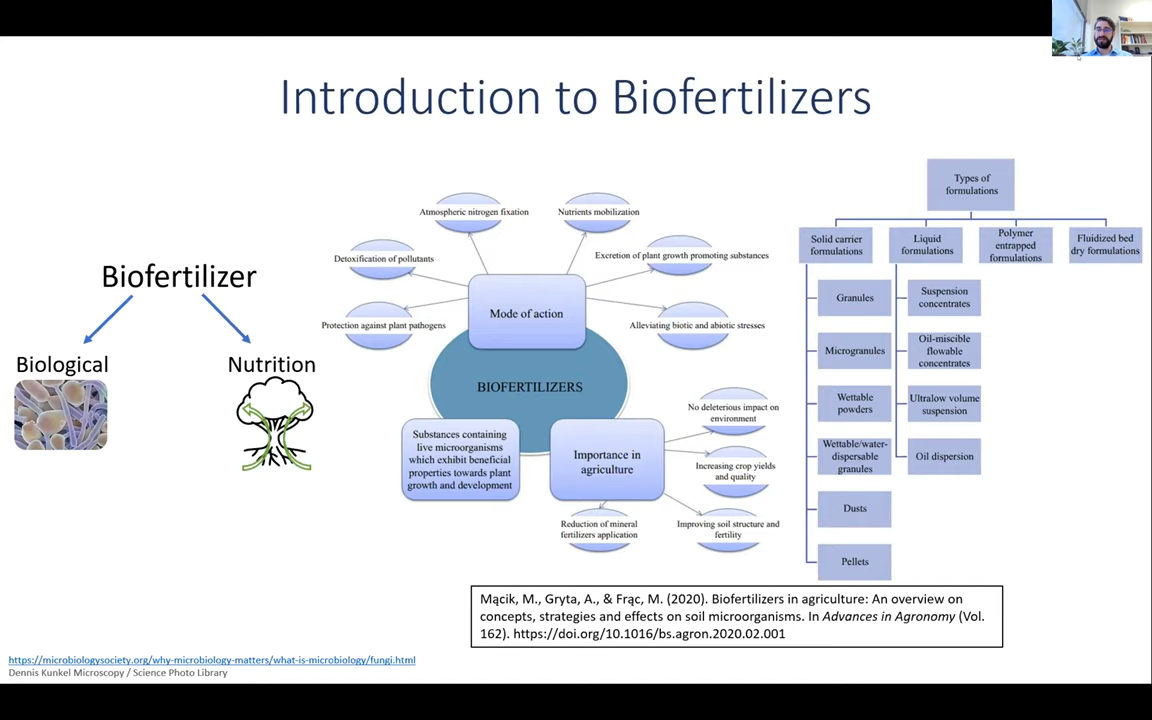 Introduction to Biofertilizers
Biofertilizer
Biological
Nutrition
Atmospheric nitrogen fixation
Nutrients mobilization
Detoxification of pollutants
Excretion of plant growth promoting substances
Protection against plant pathogens
Alleviating biotic and abiotic stresses
Mode of action
BIOFERTILIZERS
Substances containing
live microorganisms
which exhibit beneficial
properties towards plant
growth and development
Importance in
agriculture
No deleterious impact on
environment
Increasing crop yields
and quality
Reduction of mineral
fertilizers application
Improving soil structure and
fertility
Types of
formulations
Solid carrier
formulations
Liquid
formulations
Polymer
entrapped
formulations
Fluidized bed
dry formulations
Granules
Microgranules
Wettable
powders
Wettable/water-
dispersable
granules
Dusts
Pellets
Suspension
concentrates
Oil-miscible
flowable
concentrates
Ultralow volume
suspension
Oil dispersion
Mącik, M., Gryta, A., & Frąc, M. (2020). Biofertilizers in agriculture: An overview on
concepts, strategies and effects on soil microorganisms. In Advances in Agronomy (Vol.
162). https://doi.org/10.1016/bs.agron.2020.02.001
https://microbiologysociety.org/why-microbiology-matters/what-is-microbiology/fungi.html
Dennis Kunkel Microscopy / Science Photo Library